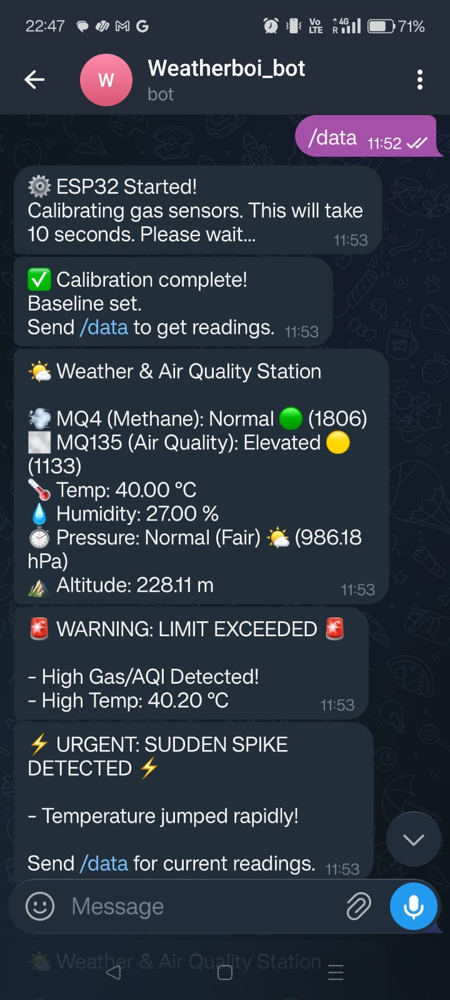 22:47
Vo LTE
4G
R
71%
W
Weatherboi_bot
bot
/data 11:52
ESP32 Started!
Calibrating gas sensors. This will take
10 seconds. Please wait... 11:53
Calibration complete!
Baseline set.
Send /data to get readings. 11:53
Weather & Air Quality Station
MQ4 (Methane): Normal 🟢 (1806)
MQ135 (Air Quality): Elevated 🟡
(1133)
Temp: 40.00 °C
Humidity: 27.00 %
Pressure: Normal (Fair) 🌤️ (986.18
hPa)
Altitude: 228.11 m 11:53
🚨 WARNING: LIMIT EXCEEDED 🚨
- High Gas/AQI Detected!
- High Temp: 40.20 °C 11:53
⚡ URGENT: SUDDEN SPIKE
DETECTED ⚡
- Temperature jumped rapidly!
Send /data for current readings. 11:53
Message
Weather & Air Quality Station